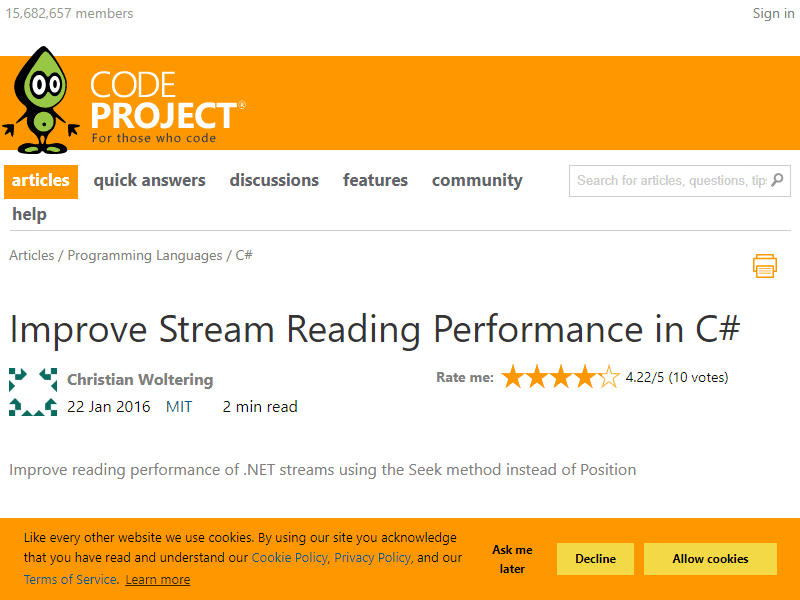 15,682,657 members
Sign in
CODE
PROJECT®
For those who code
articles quick answers discussions features community
Search for articles, questions, tips
help
Articles / Programming Languages / C#
Improve Stream Reading Performance in C#
Christian Woltering
Rate me: 4.22/5 (10 votes)
22 Jan 2016 MIT 2 min read
Improve reading performance of .NET streams using the Seek method instead of Position
Like every other website we use cookies. By using our site you acknowledge
that you have read and understand our Cookie Policy, Privacy Policy, and our
Terms of Service. Learn more
Ask me
later
Decline
Allow cookies